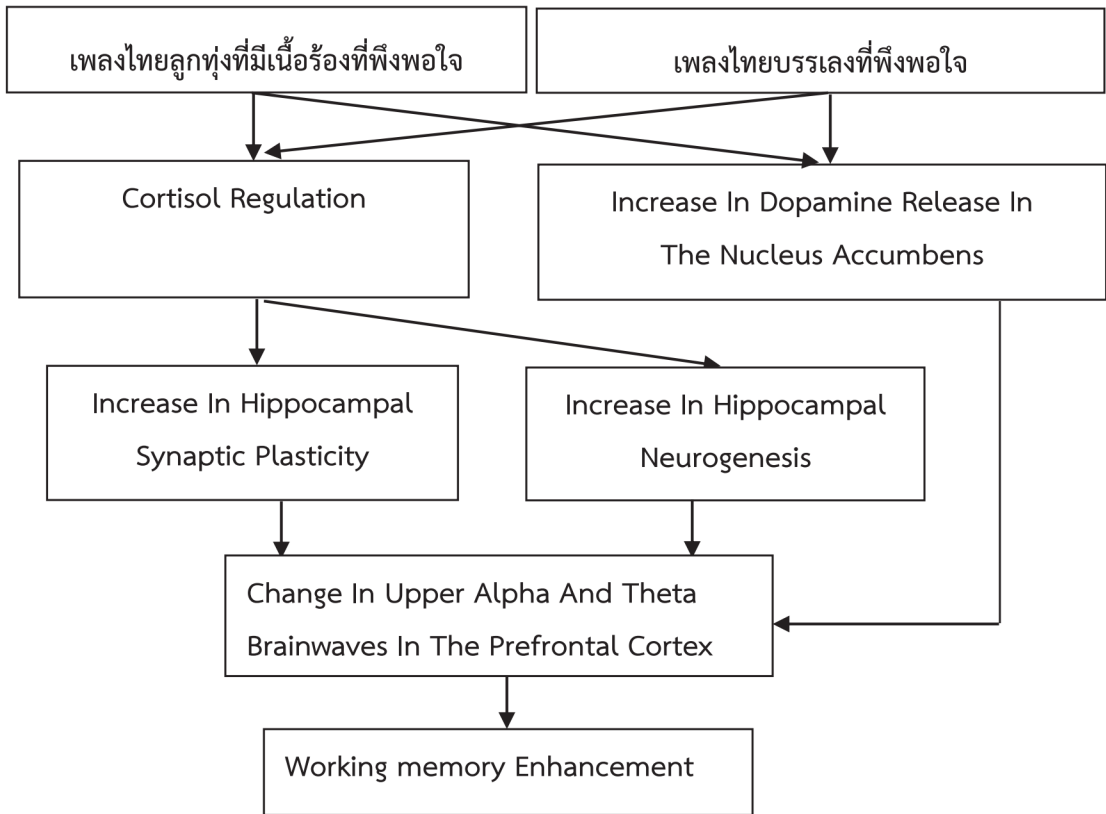 เพลงไทยลูกทุ่งที่มีเนื้อร้องที่พึงพอใจ
เพลงไทยบรรเลงที่พึงพอใจ
Cortisol Regulation
Increase In Dopamine Release In
The Nucleus Accumbens
Increase In Hippocampal
Synaptic Plasticity
Increase In Hippocampal
Neurogenesis
Change In Upper Alpha And Theta
Brainwaves In The Prefrontal Cortex
Working memory Enhancement